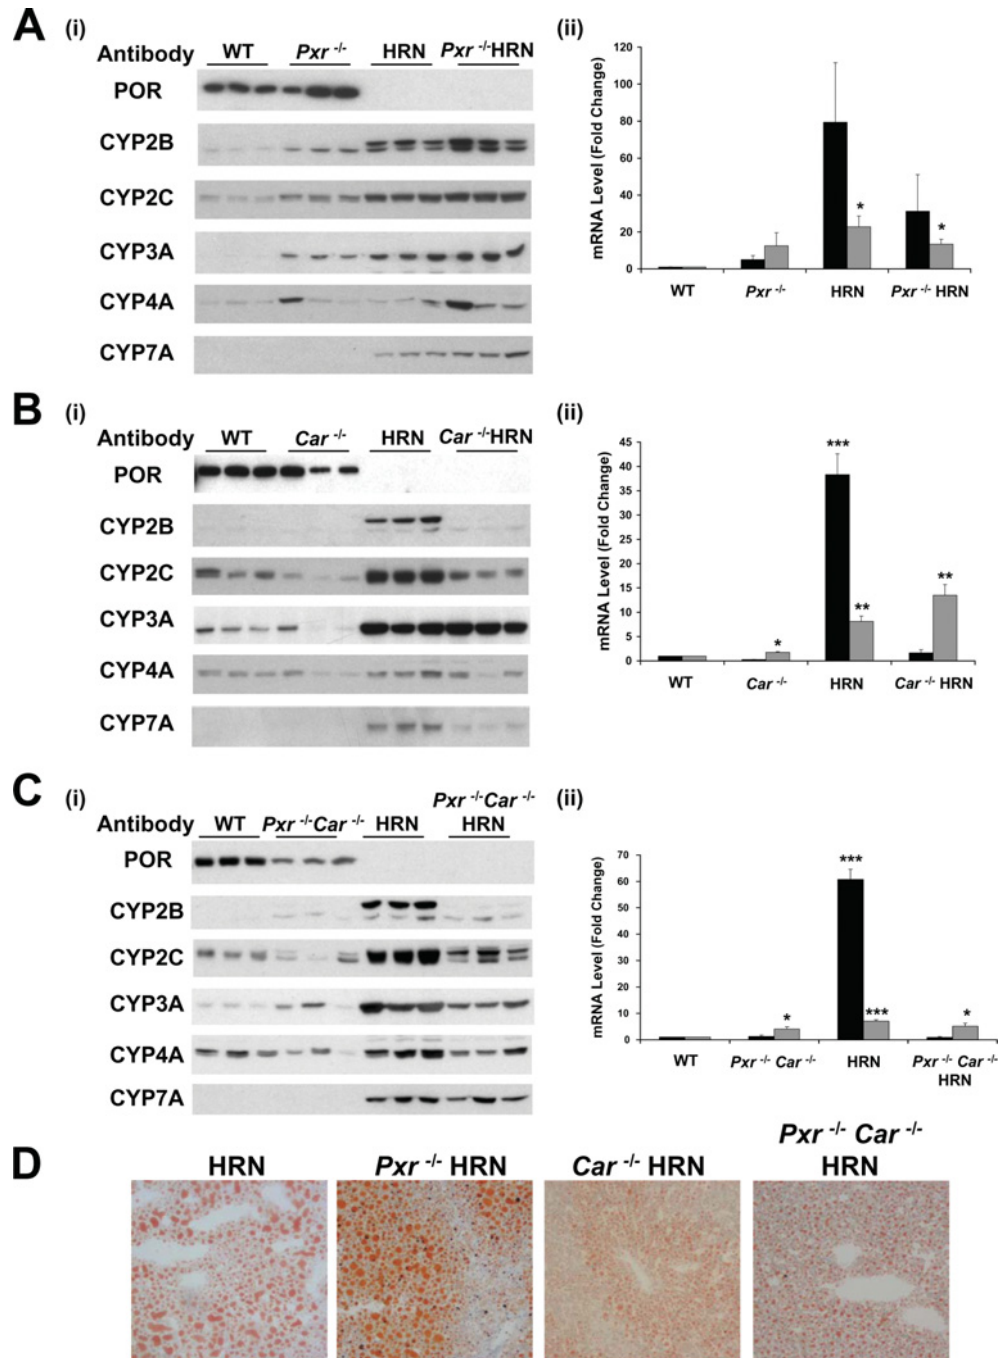 A (i) (ii)
Antibody WT Pxr -/- HRN Pxr -/-HRN
POR
CYP2B
CYP2C
CYP3A
CYP4A
CYP7A
mRNA Level (Fold Change)
120
100
80
60
40
20
0
*
*
WT Pxr -/- HRN Pxr -/- HRN
B (i) (ii)
Antibody WT Car -/- HRN Car -/-HRN
POR
CYP2B
CYP2C
CYP3A
CYP4A
CYP7A
mRNA Level (Fold Change)
45
40
35
30
25
20
15
10
5
0
*
***
**
**
WT Car -/- HRN Car -/- HRN
C (i) (ii)
Pxr -/-Car -/-
Antibody WT Pxr -/-Car -/- HRN HRN
POR
CYP2B
CYP2C
CYP3A
CYP4A
CYP7A
mRNA Level (Fold Change)
70
60
50
40
30
20
10
0
*
***
***
*
WT Pxr -/- Car -/- HRN Pxr -/- Car -/-
HRN
D
Pxr -/- Car -/-
HRN Pxr -/- HRN Car -/- HRN HRN